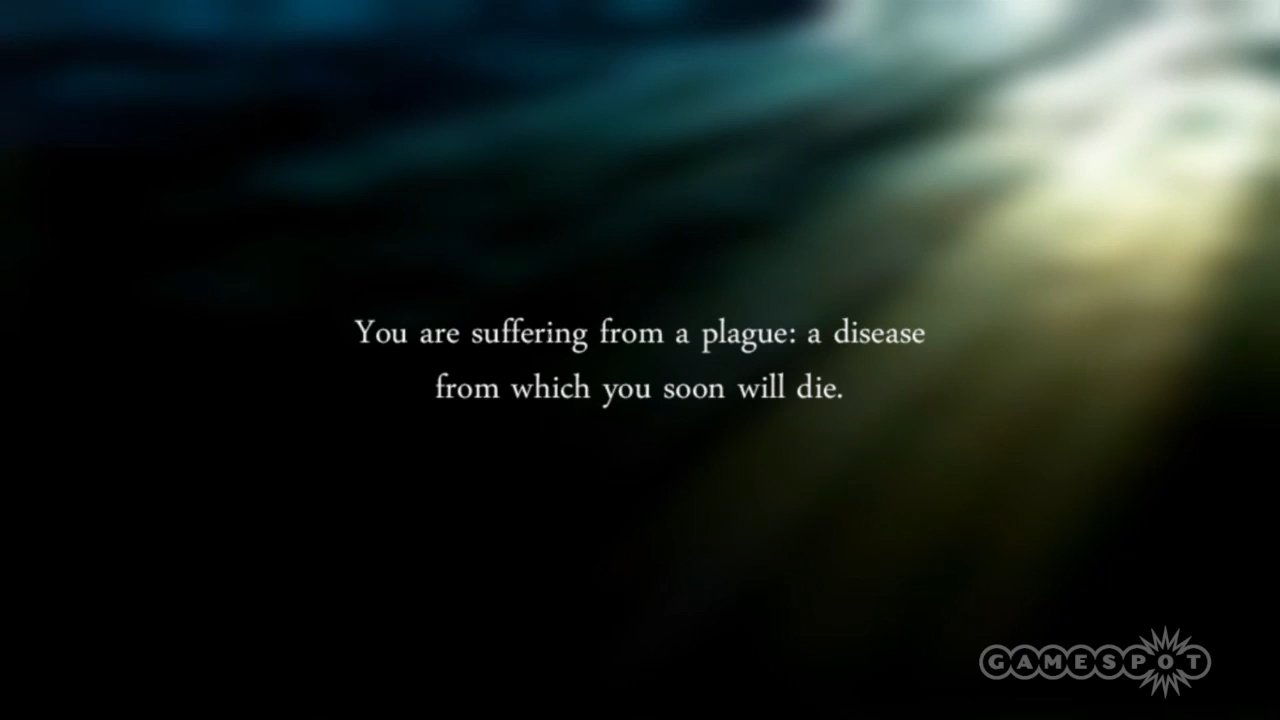 You are suffering from a plague: a disease
from which you soon will die.
GAMESPOT